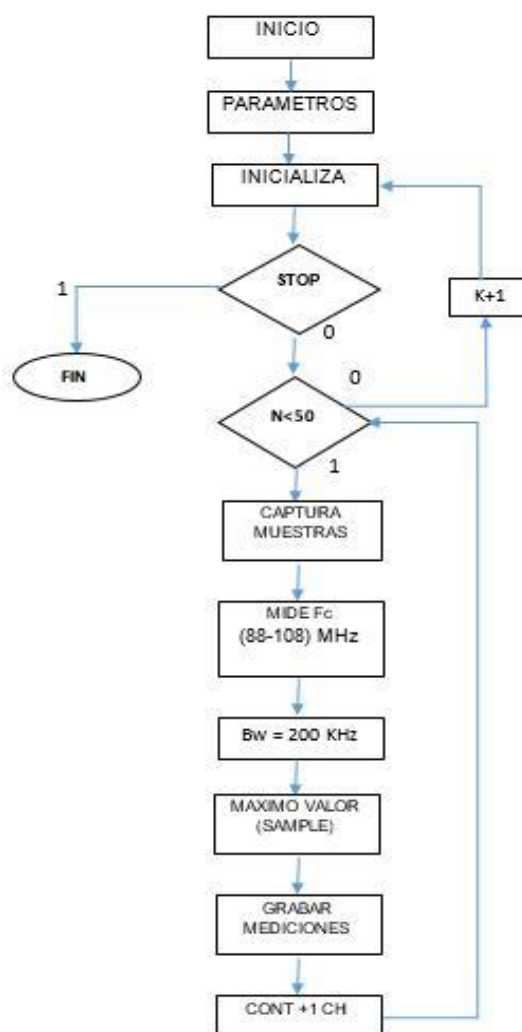 INICIO
PARAMETROS
INICIALIZA
STOP
1
K+1
0
FIN
0
N<50
1
CAPTURA
MUESTRAS
MIDE Fc
(88-108) MHz
Bw = 200 KHz
MAXIMO VALOR
(SAMPLE)
GRABAR
MEDICIONES
CONT +1 CH